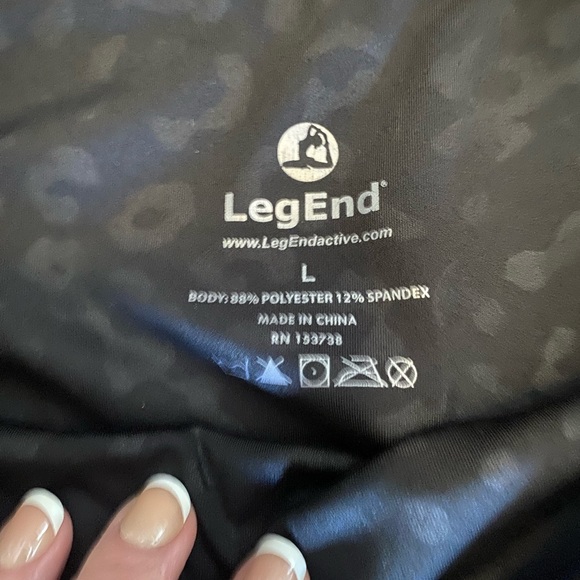 LegEnd®
www.LegEndactive.com
L
BODY: 88% POLYESTER 12% SPANDEX
MADE IN CHINA
RN 153738